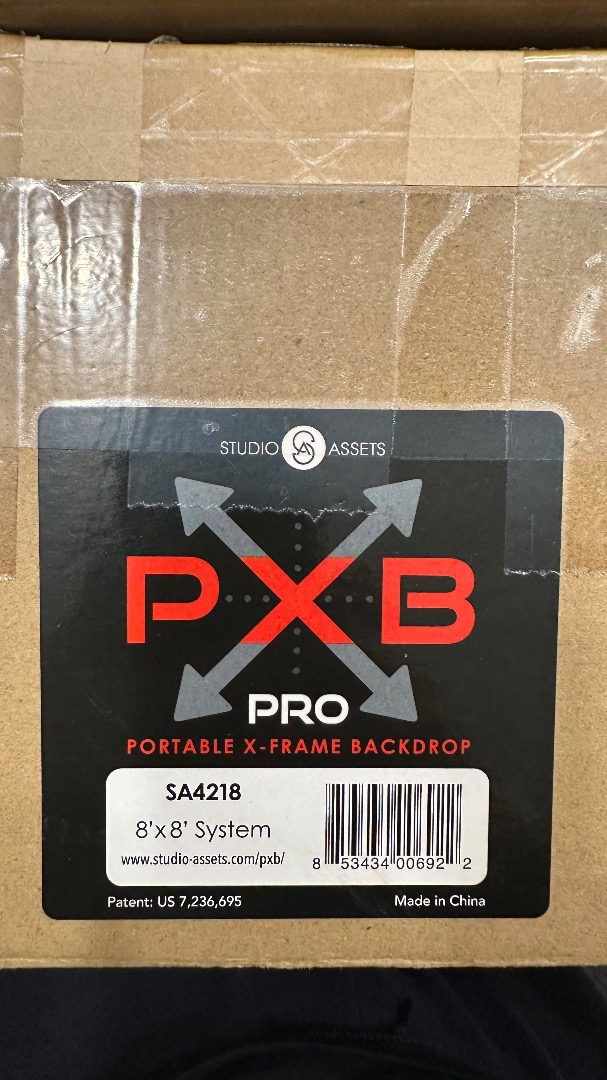 STUDIO SA ASSETS
PXB
PRO
PORTABLE X-FRAME BACKDROP
SA4218
8'x8' System
www.studio-assets.com/pxb/
8 53434 00692 2
Patent: US 7,236,695
Made in China